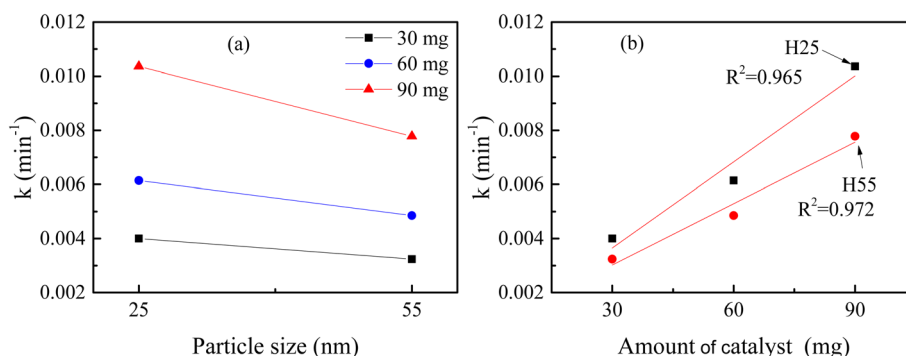 0.012
0.010
0.008
0.006
0.004
0.002
k (min⁻¹)
(a)
30 mg
60 mg
90 mg
25
55
Particle size (nm)
0.012
0.010
0.008
0.006
0.004
0.002
k (min⁻¹)
(b)
H25
R²=0.965
H55
R²=0.972
30
60
90
Amount of catalyst (mg)